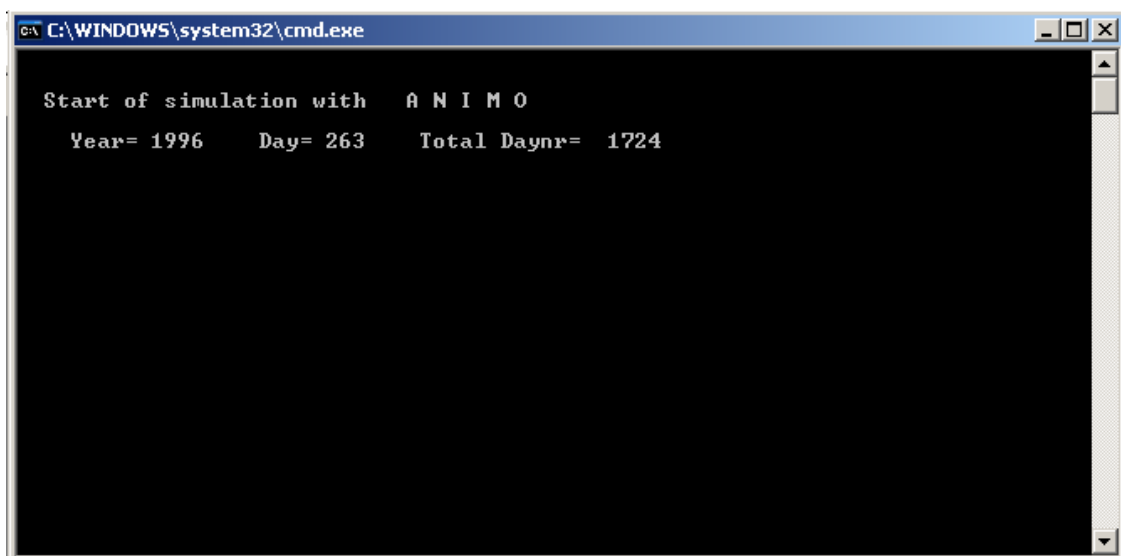 C:\WINDOWS\system32\cmd.exe
Start of simulation with A N I M O
Year= 1996 Day= 263 Total Daynr= 1724